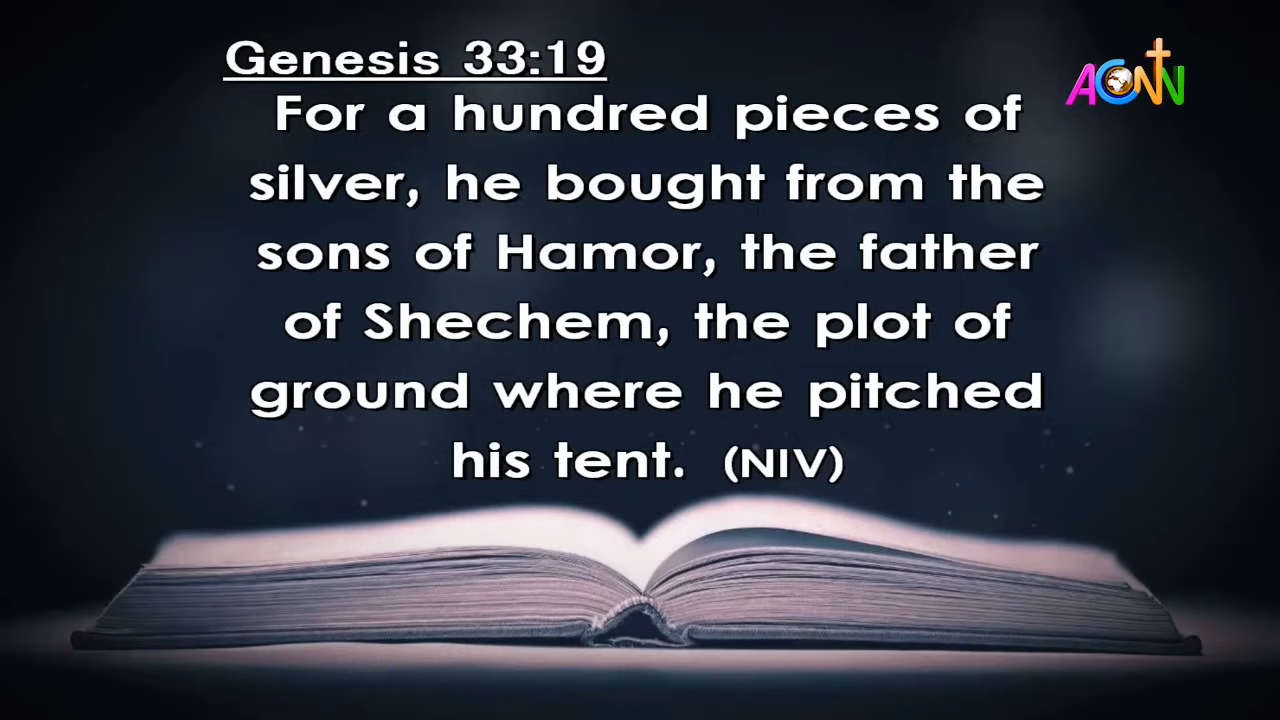 Genesis 33:19
ACNN
For a hundred pieces of
silver, he bought from the
sons of Hamor, the father
of Shechem, the plot of
ground where he pitched
his tent. (NIV)